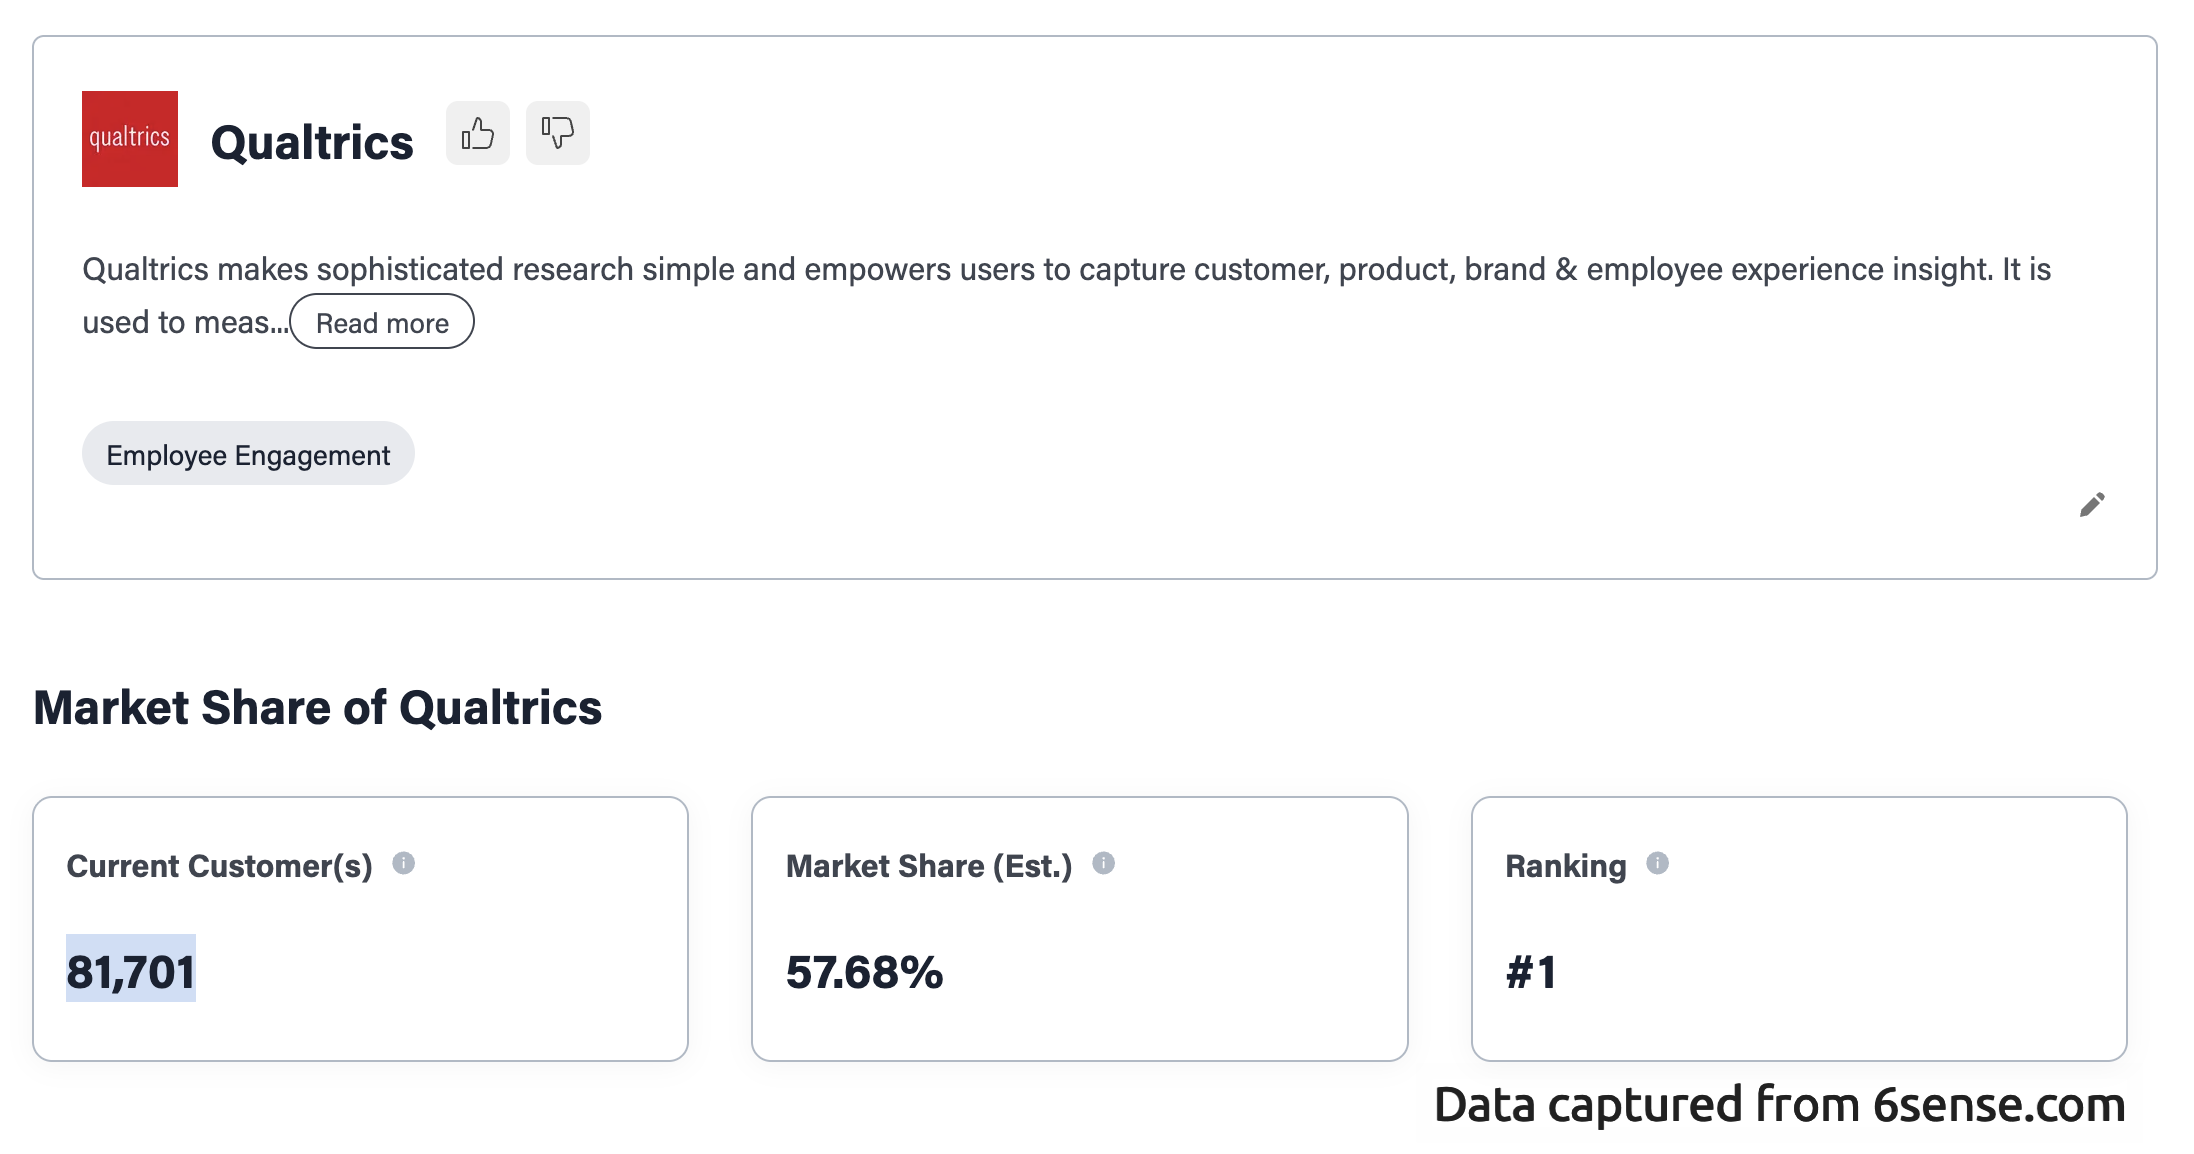 qualtrics
Qualtrics
Qualtrics makes sophisticated research simple and empowers users to capture customer, product, brand & employee experience insight. It is
used to meas...Read more
Employee Engagement
Market Share of Qualtrics
Current Customer(s) i
81,701
Market Share (Est.) i
57.68%
Ranking i
#1
Data captured from 6sense.com